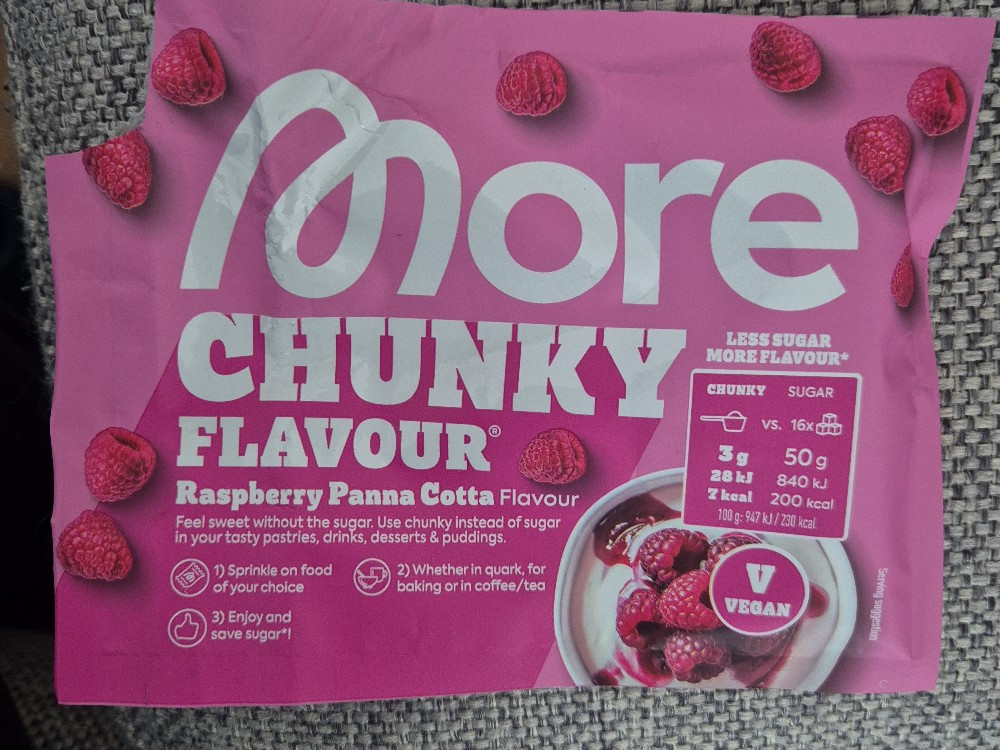 More
CHUNKY
FLAVOUR®
Raspberry Panna Cotta Flavour
Feel sweet without the sugar. Use chunky instead of sugar
in your tasty pastries, drinks, desserts & puddings.
1) Sprinkle on food
of your choice
2) Whether in quark, for
baking or in coffee/tea
3) Enjoy and
save sugar*!
LESS SUGAR
MORE FLAVOUR*
CHUNKY SUGAR
vs. 16x
3 g 50 g
28 kJ 840 kJ
7 kcal 200 kcal
100 g: 947 kJ / 230 kcal
V
VEGAN
Serving suggestion